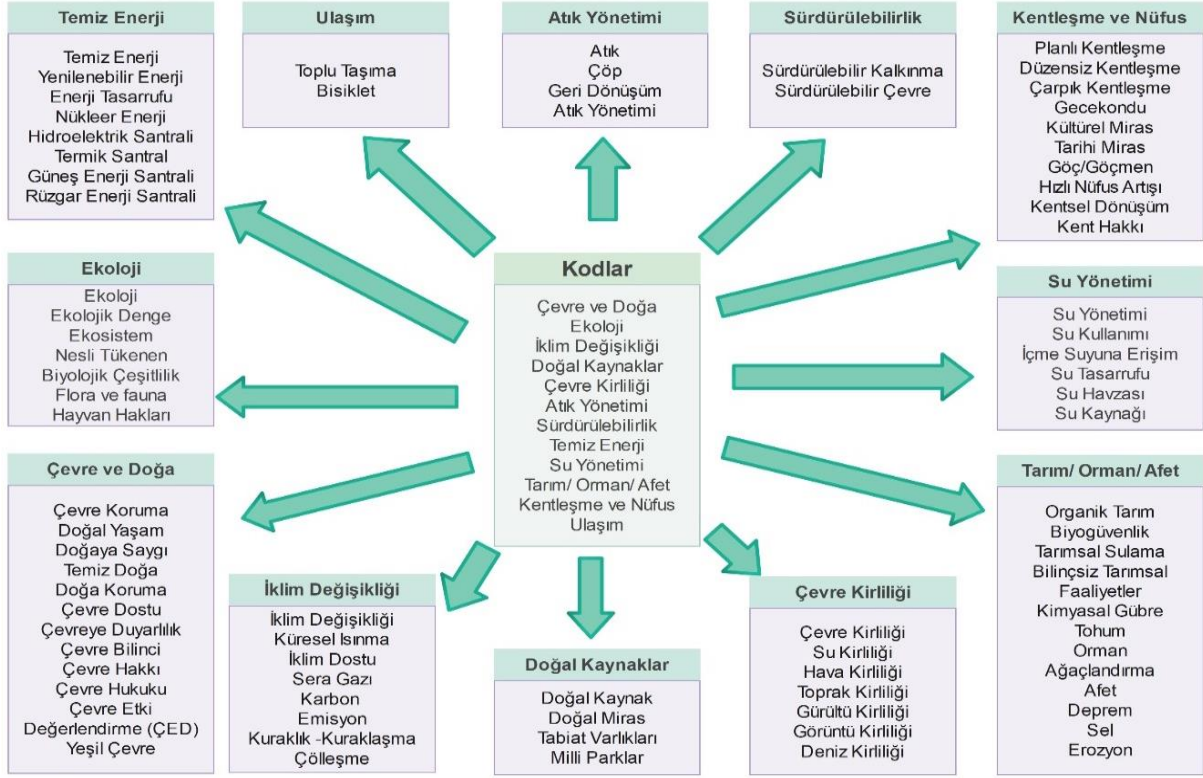 Temiz Enerji
Temiz Enerji
Yenilenebilir Enerji
Enerji Tasarrufu
Nükleer Enerji
Hidroelektrik Santrali
Termik Santral
Güneş Enerji Santrali
Rüzgar Enerji Santrali
Ulaşım
Toplu Taşıma
Bisiklet
Atık Yönetimi
Atık
Çöp
Geri Dönüşüm
Atık Yönetimi
Sürdürülebilirlik
Sürdürülebilir Kalkınma
Sürdürülebilir Çevre
Kentleşme ve Nüfus
Planlı Kentleşme
Düzensiz Kentleşme
Çarpık Kentleşme
Gecekondu
Kültürel Miras
Tarihi Miras
Göç/Göçmen
Hızlı Nüfus Artışı
Kentsel Dönüşüm
Kent Hakkı
Ekoloji
Ekoloji
Ekolojik Denge
Ekosistem
Nesli Tükenen
Biyolojik Çeşitlilik
Flora ve fauna
Hayvan Hakları
Kodlar
Çevre ve Doğa
Ekoloji
İklim Değişikliği
Doğal Kaynaklar
Çevre Kirliliği
Atık Yönetimi
Sürdürülebilirlik
Temiz Enerji
Su Yönetimi
Tarım/ Orman/ Afet
Kentleşme ve Nüfus
Ulaşım
Su Yönetimi
Su Yönetimi
Su Kullanımı
İçme Suyuna Erişim
Su Tasarrufu
Su Havzası
Su Kaynağı
Çevre ve Doğa
Çevre Koruma
Doğal Yaşam
Doğaya Saygı
Temiz Doğa
Doğa Koruma
Çevre Dostu
Çevreye Duyarlılık
Çevre Bilinci
Çevre Hakkı
Çevre Hukuku
Çevre Etki
Değerlendirme (ÇED)
Yeşil Çevre
İklim Değişikliği
İklim Değişikliği
Küresel Isınma
İklim Dostu
Sera Gazı
Karbon
Emisyon
Kuraklık -Kuraklaşma
Çölleşme
Doğal Kaynaklar
Doğal Kaynak
Doğal Miras
Tabiat Varlıkları
Milli Parklar
Çevre Kirliliği
Çevre Kirliliği
Su Kirliliği
Hava Kirliliği
Toprak Kirliliği
Gürültü Kirliliği
Görüntü Kirliliği
Deniz Kirliliği
Tarım/ Orman/ Afet
Organik Tarım
Biyogüvenlik
Tarımsal Sulama
Bilinçsiz Tarımsal
Faaliyetler
Kimyasal Gübre
Tohum
Orman
Ağaçlandırma
Afet
Deprem
Sel
Erozyon